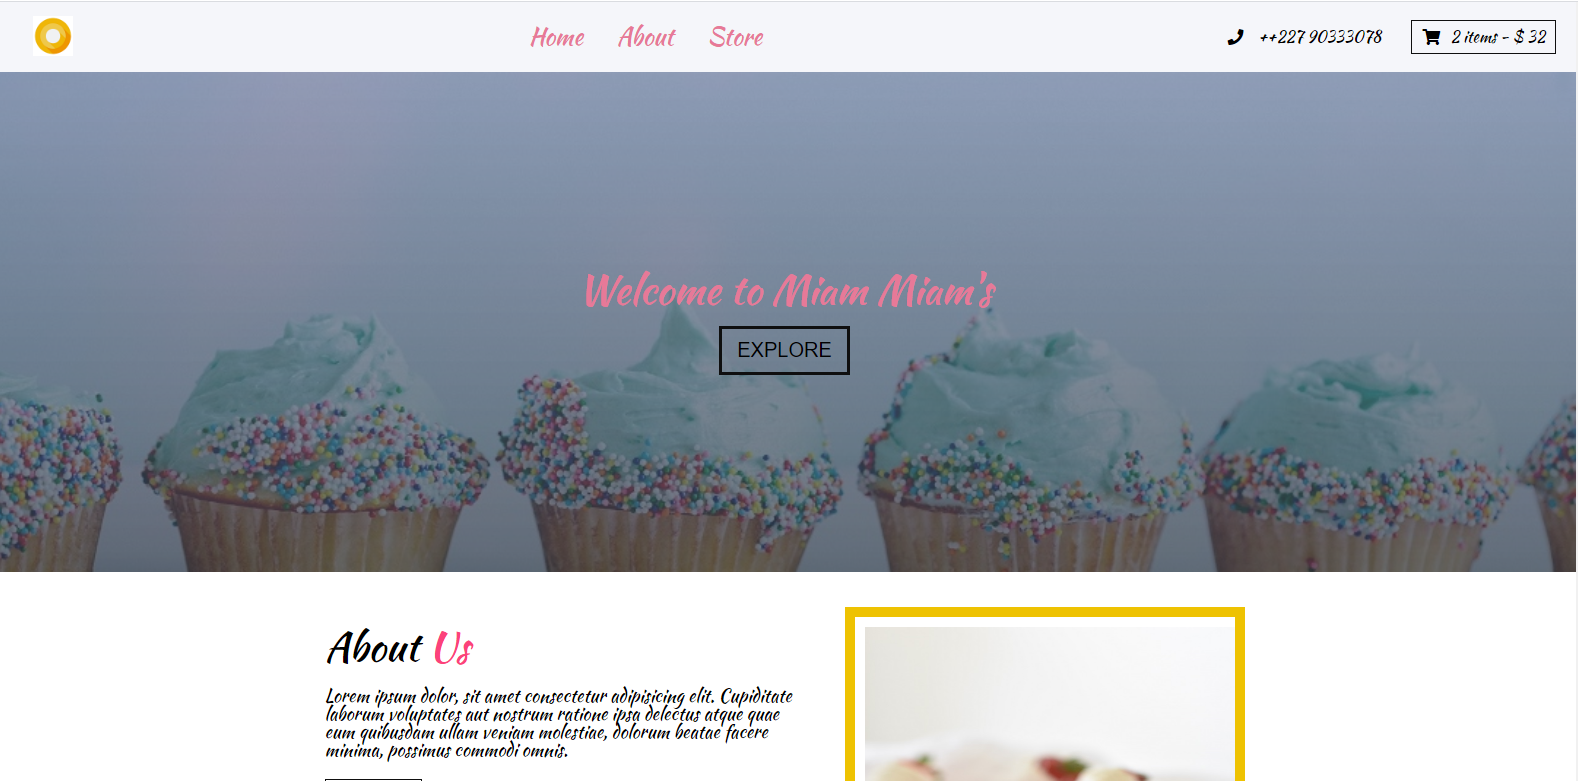 Home About Store
++227 90333078
2 items - $ 32
Welcome to Miam Miam's
EXPLORE
About Us
Lorem ipsum dolor, sit amet consectetur adipisicing elit. Cupiditate
laborum voluptates aut nostrum ratione ipsa delectus atque quae
eum quibusdam ullam veniam molestiae, dolorum beatae facere
minima, possimus commodi omnis.